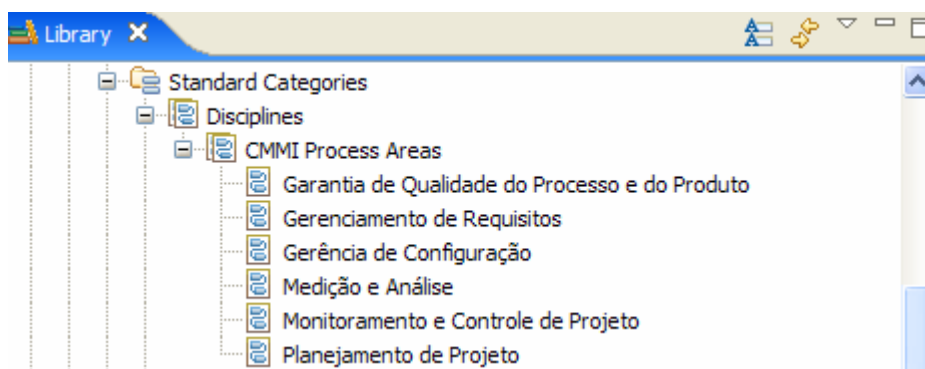 Library
Standard Categories
Disciplines
CMMI Process Areas
Garantia de Qualidade do Processo e do Produto
Gerenciamento de Requisitos
Gerência de Configuração
Medição e Análise
Monitoramento e Controle de Projeto
Planejamento de Projeto